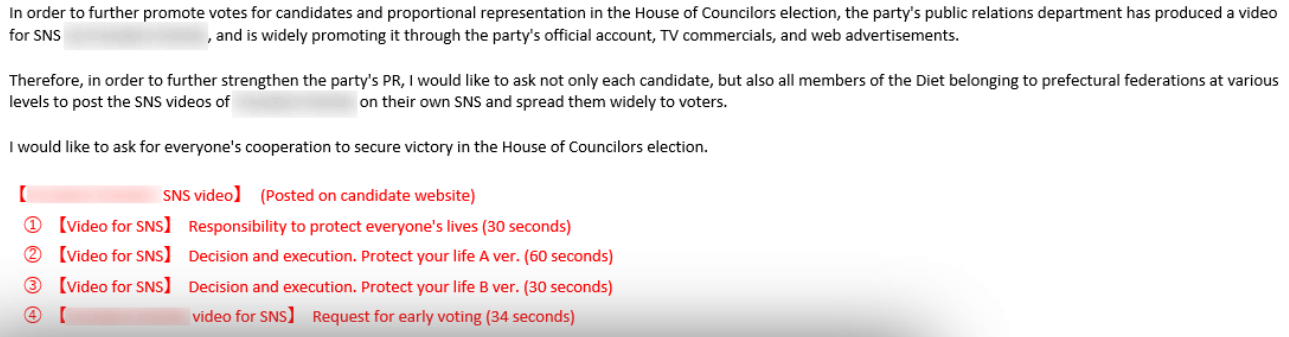 In order to further promote votes for candidates and proportional representation in the House of Councilors election, the party's public relations department has produced a video
for SNS , and is widely promoting it through the party's official account, TV commercials, and web advertisements.
Therefore, in order to further strengthen the party's PR, I would like to ask not only each candidate, but also all members of the Diet belonging to prefectural federations at various
levels to post the SNS videos of on their own SNS and spread them widely to voters.
I would like to ask for everyone's cooperation to secure victory in the House of Councilors election.
【 SNS video】 (Posted on candidate website)
① 【Video for SNS】 Responsibility to protect everyone's lives (30 seconds)
② 【Video for SNS】 Decision and execution. Protect your life A ver. (60 seconds)
③ 【Video for SNS】 Decision and execution. Protect your life B ver. (30 seconds)
④ 【 video for SNS】 Request for early voting (34 seconds)